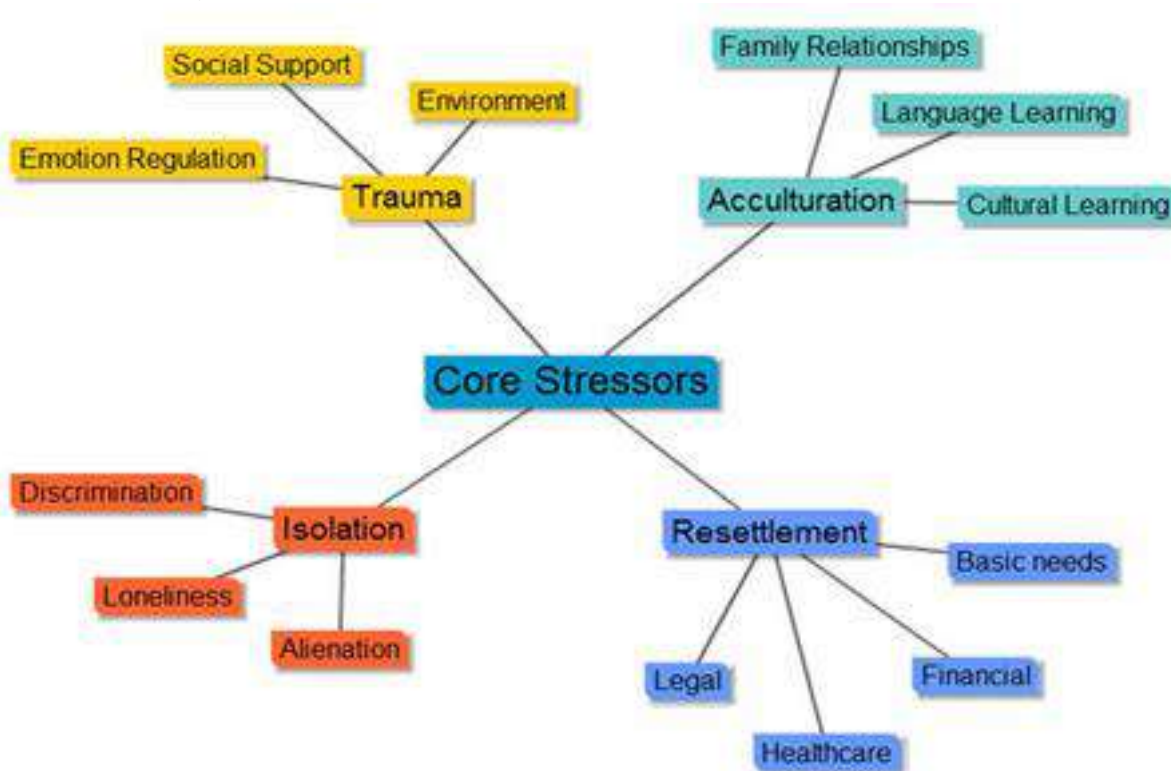 Social Support
Environment
Emotion Regulation
Trauma
Family Relationships
Language Learning
Acculturation
Cultural Learning
Core Stressors
Discrimination
Isolation
Loneliness
Alienation
Resettlement
Basic needs
Legal
Financial
Healthcare